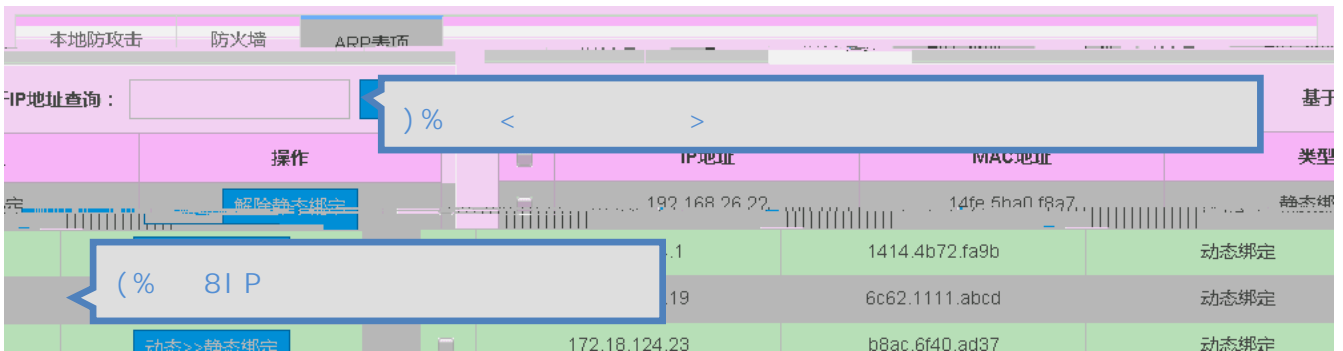 本地防攻击 防火墙 ARP表项
IP地址查询： 基于
)% < >
操作 IP地址 MAC地址 类型
定 解除静态绑定 192.168.26.22 14fe.5ba0.f8a7 静态绑
.1 1414.4b72.fa9b 动态绑定
(% 8IP
.19 6c62.1111.abcd 动态绑定
动态>>静态绑定 172.18.124.23 b8ac.6f40.ad37 动态绑定